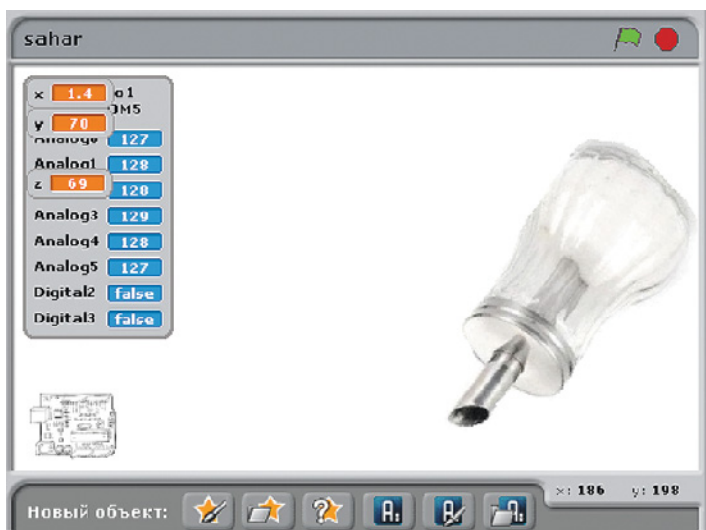 sahar
x 1.4
y 70
Analog0 127
Analog1 128
z 69
128
Analog3 129
Analog4 128
Analog5 127
Digital2 false
Digital3 false
x: 186 y: 198
Новый объект: